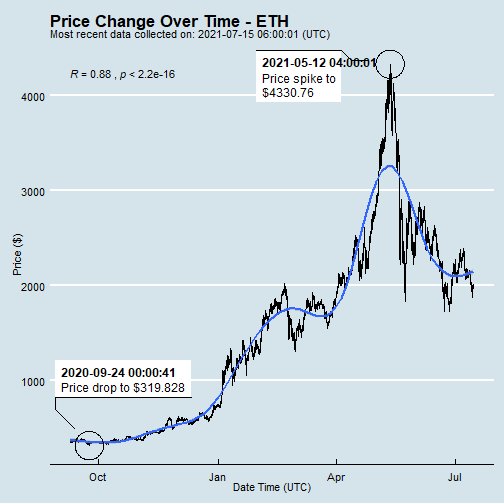 Price Change Over Time - ETH
Most recent data collected on: 2021-07-15 06:00:01 (UTC)
R = 0.88 , p < 2.2e-16
2021-05-12 04:00:01
Price spike to
$4330.76
4000
3000
2000
1000
Price ($)
2020-09-24 00:00:41
Price drop to $319.828
Oct
Jan
Apr
Jul
Date Time (UTC)